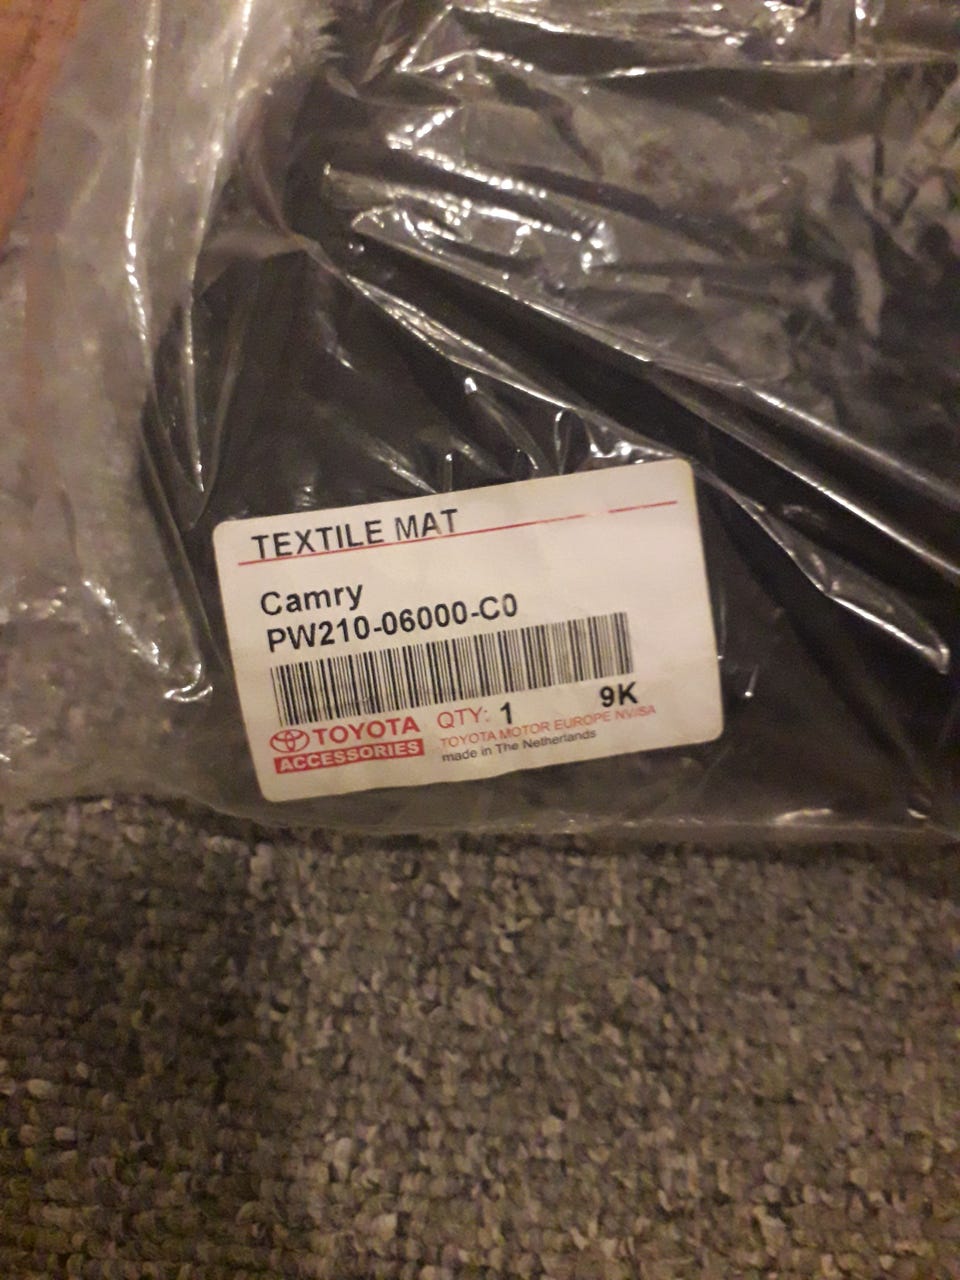 TEXTILE MAT
Camry
PW210-06000-C0
9K
TOYOTA
ACCESSORIES
QTY: 1
TOYOTA MOTOR EUROPE NV/SA
made in The Netherlands